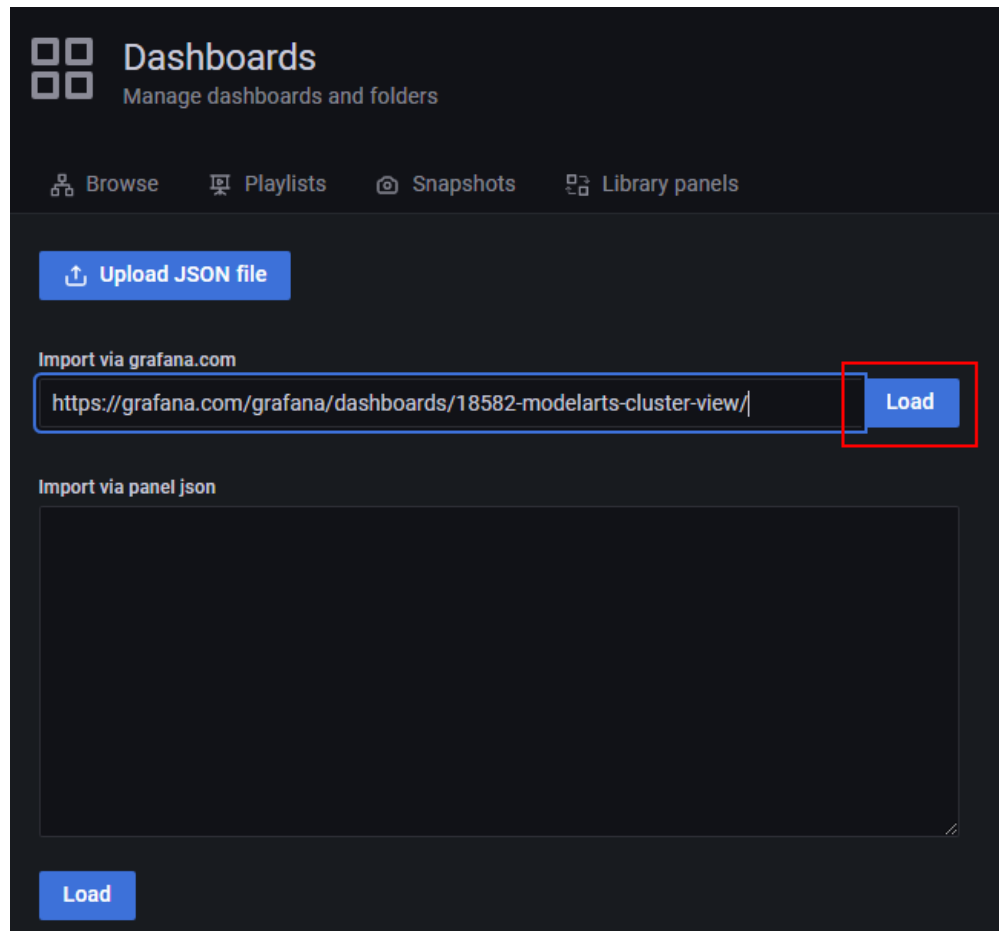 Dashboards
Manage dashboards and folders
Browse Playlists Snapshots Library panels
Upload JSON file
Import via grafana.com
https://grafana.com/grafana/dashboards/18582-modelarts-cluster-view/
Load
Import via panel json
Load